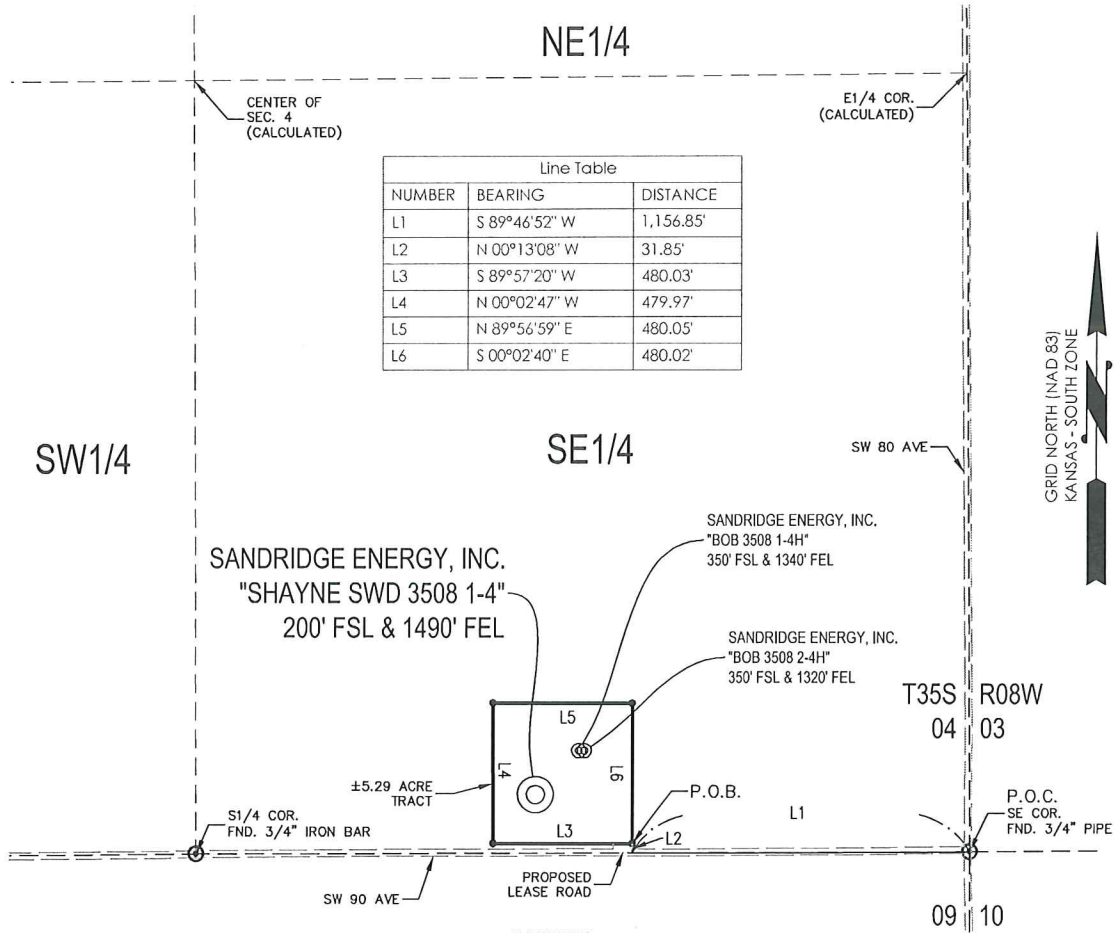 NE1/4
CENTER OF
SEC. 4
(CALCULATED)
E1/4 COR.
(CALCULATED)
Line Table
NUMBER BEARING DISTANCE
L1 S 89°46'52" W 1,156.85'
L2 N 00°13'08" W 31.85'
L3 S 89°57'20" W 480.03'
L4 N 00°02'47" W 479.97'
L5 N 89°56'59" E 480.05'
L6 S 00°02'40" E 480.02'
GRID NORTH (NAD 83)
KANSAS - SOUTH ZONE
SW1/4
SE1/4
SW 80 AVE
SANDRIDGE ENERGY, INC.
"BOB 3508 1-4H"
350' FSL & 1340' FEL
SANDRIDGE ENERGY, INC.
"SHAYNE SWD 3508 1-4"
200' FSL & 1490' FEL
SANDRIDGE ENERGY, INC.
"BOB 3508 2-4H"
350' FSL & 1320' FEL
T35S R08W
04 03
L5
L4
L6
L3
±5.29 ACRE
TRACT
P.O.B.
L1
L2
P.O.C.
SE COR.
FND. 3/4" PIPE
S1/4 COR.
FND. 3/4" IRON BAR
PROPOSED
LEASE ROAD
SW 90 AVE
09 10